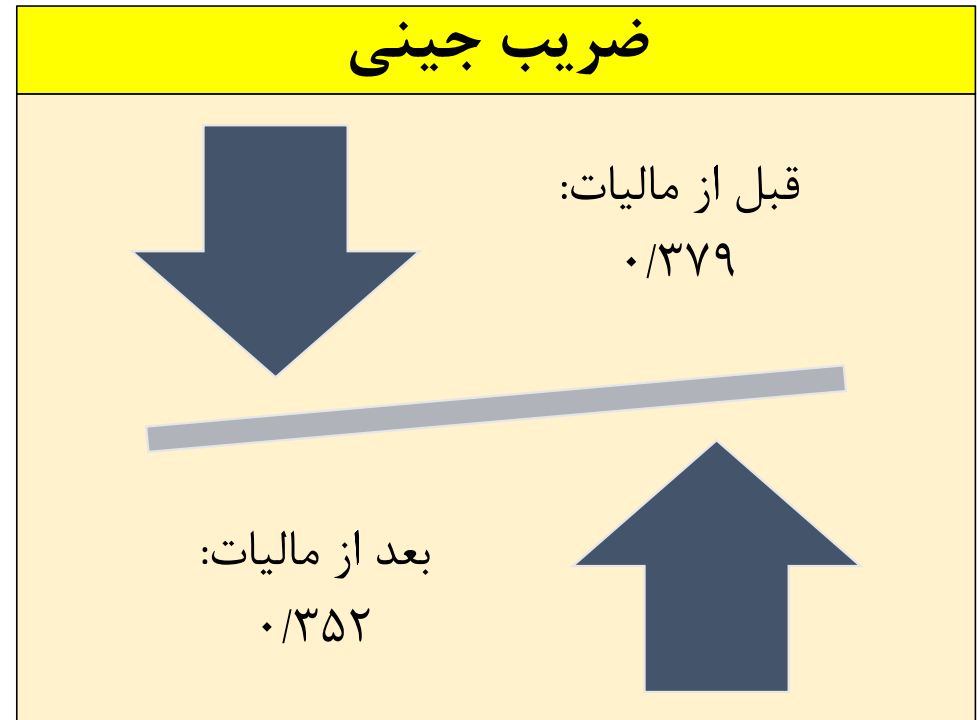 ضریب جینی
قبل از مالیات:
۰/۳۷۹
بعد از مالیات:
۰/۳۵۲